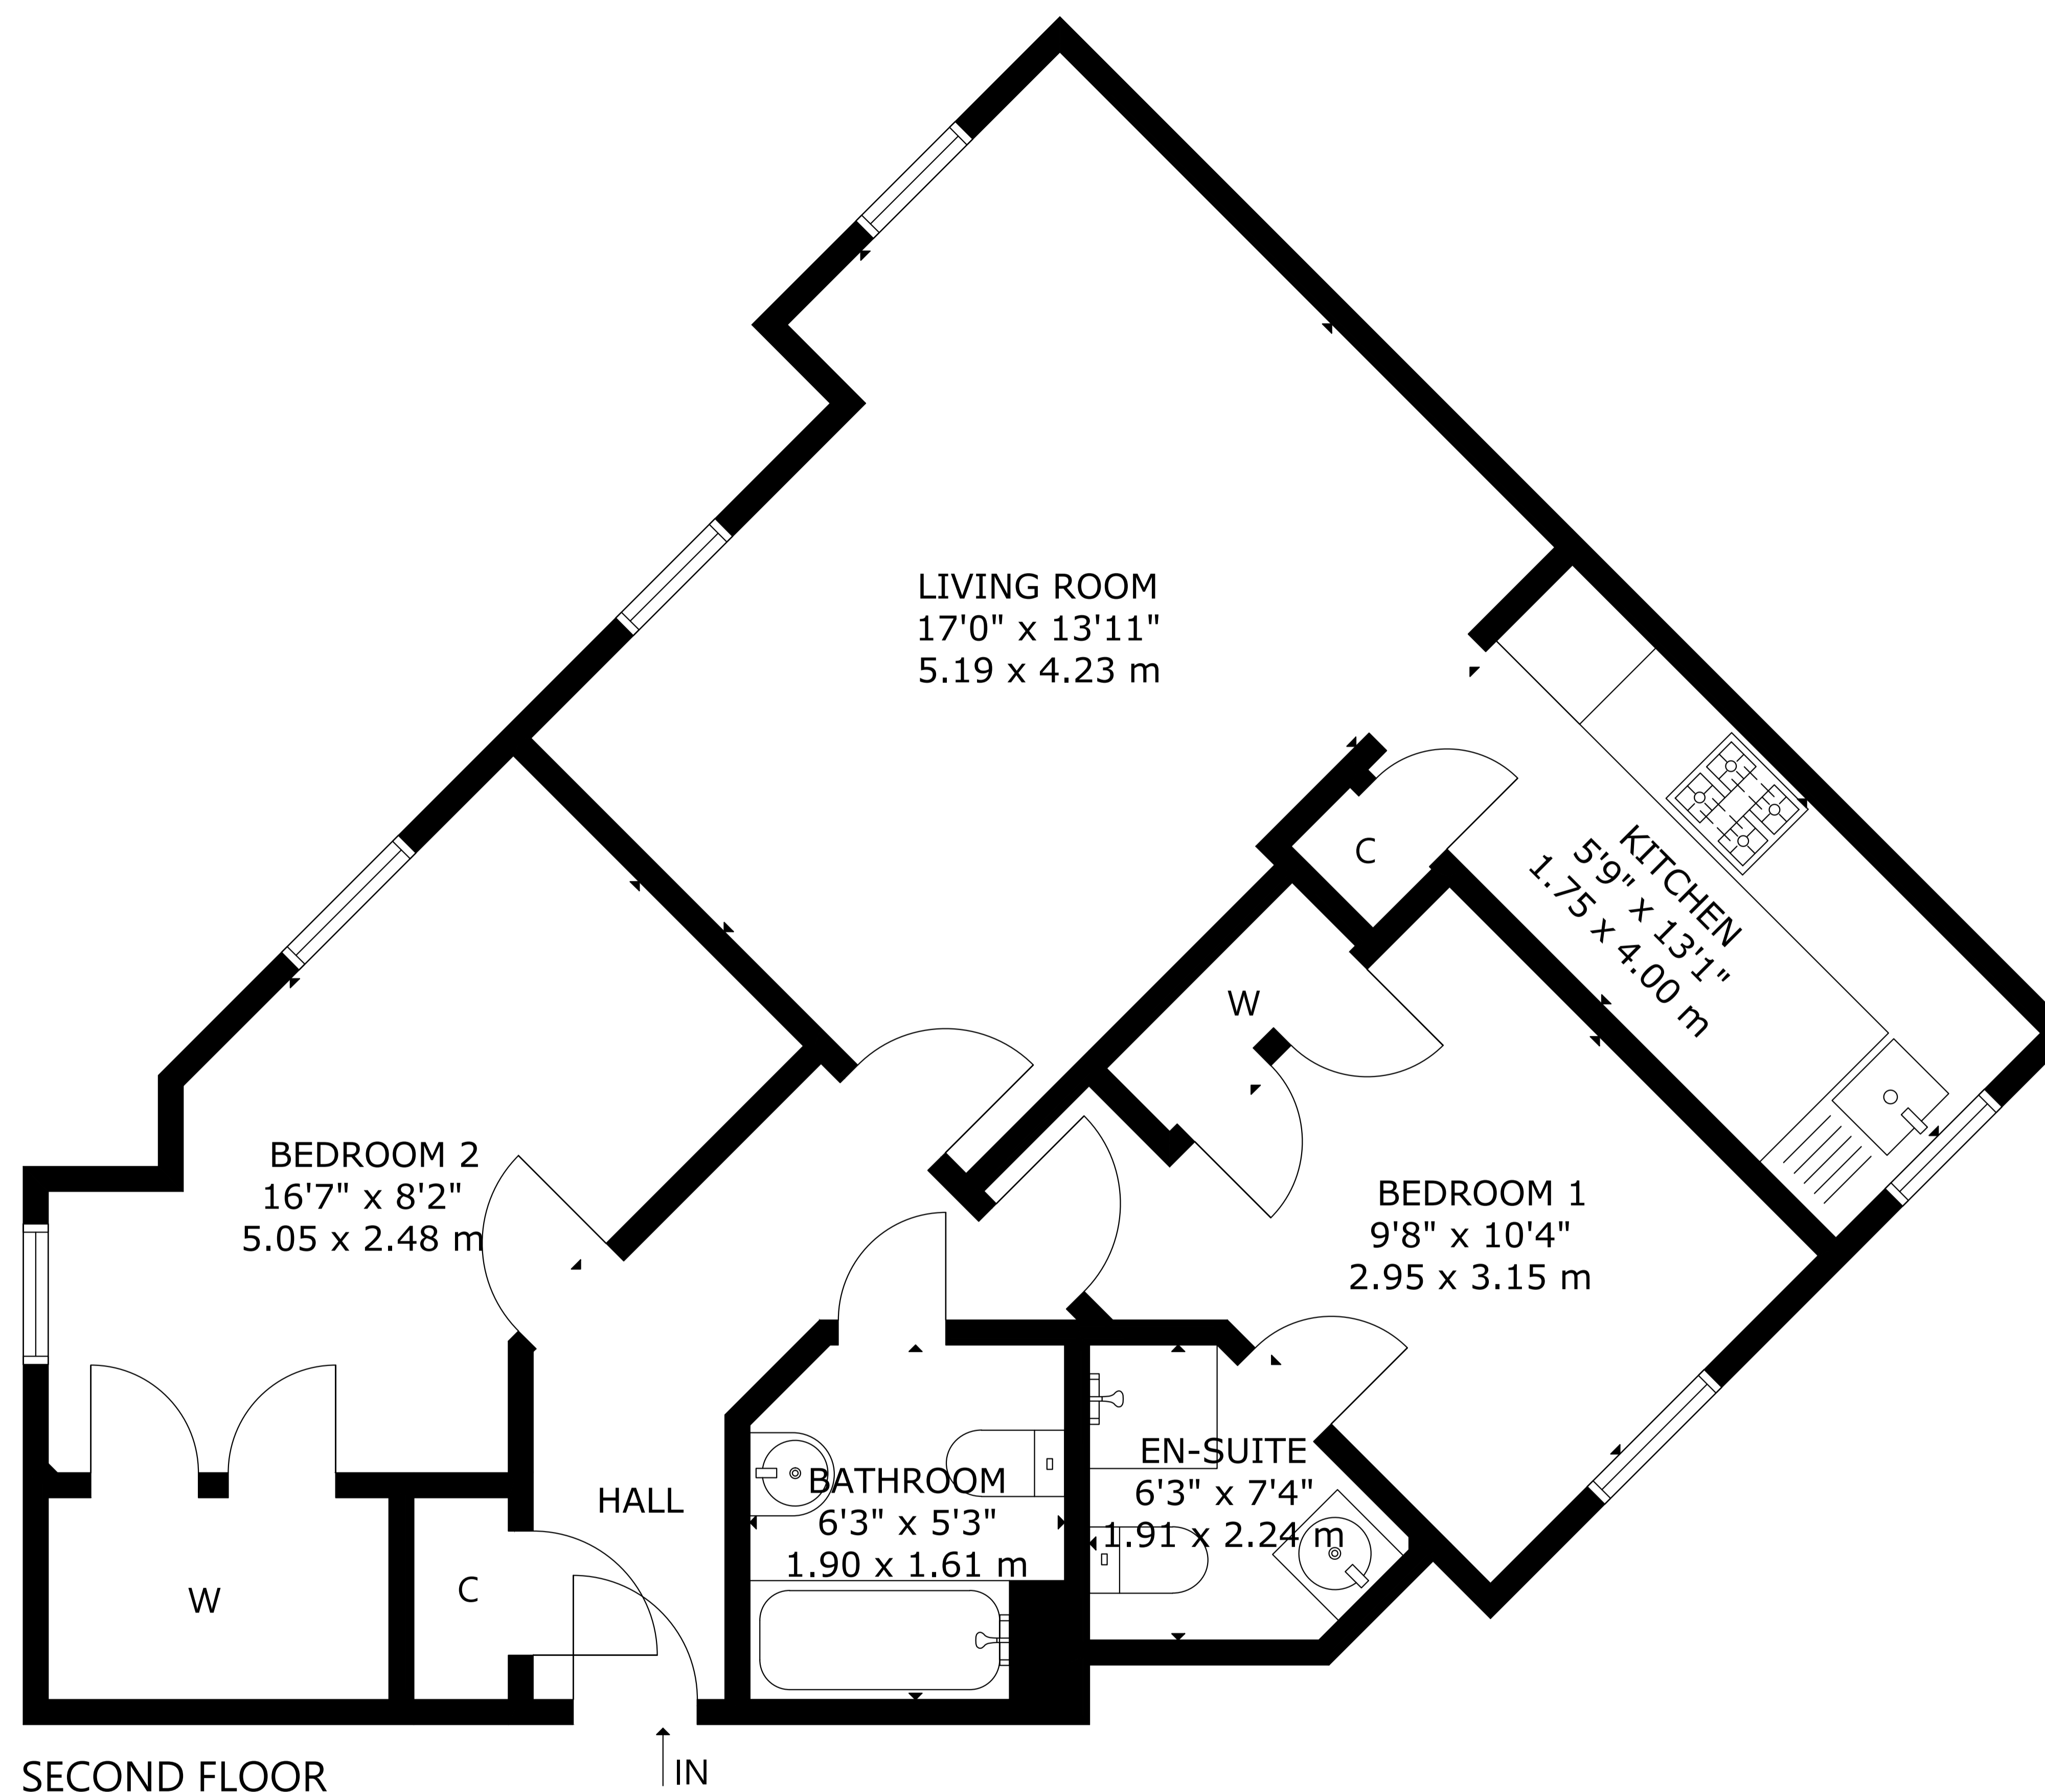 LIVING ROOM
17'0" x 13'11"
5.19 x 4.23 m
C
KITCHEN
5'9" x 13'1"
1.75 x 4.00 m
W
BEDROOM 2
16'7" x 8'2"
5.05 x 2.48 m
BEDROOM 1
9'8" x 10'4"
2.95 x 3.15 m
HALL
BATHROOM
6'3" x 5'3"
1.90 x 1.61 m
EN-SUITE
6'3" x 7'4"
1.91 x 2.24 m
W
C
SECOND FLOOR
IN